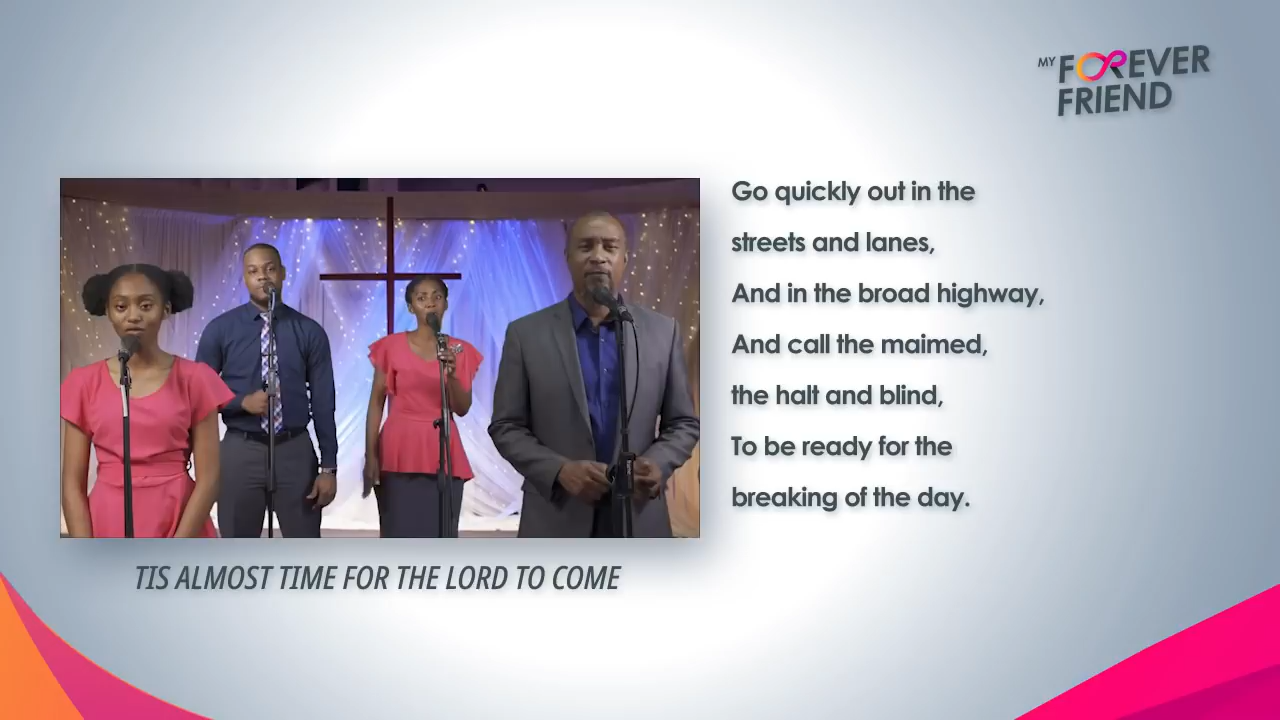 MY FOREVER
FRIEND
Go quickly out in the
streets and lanes,
And in the broad highway,
And call the maimed,
the halt and blind,
To be ready for the
breaking of the day.
TIS ALMOST TIME FOR THE LORD TO COME